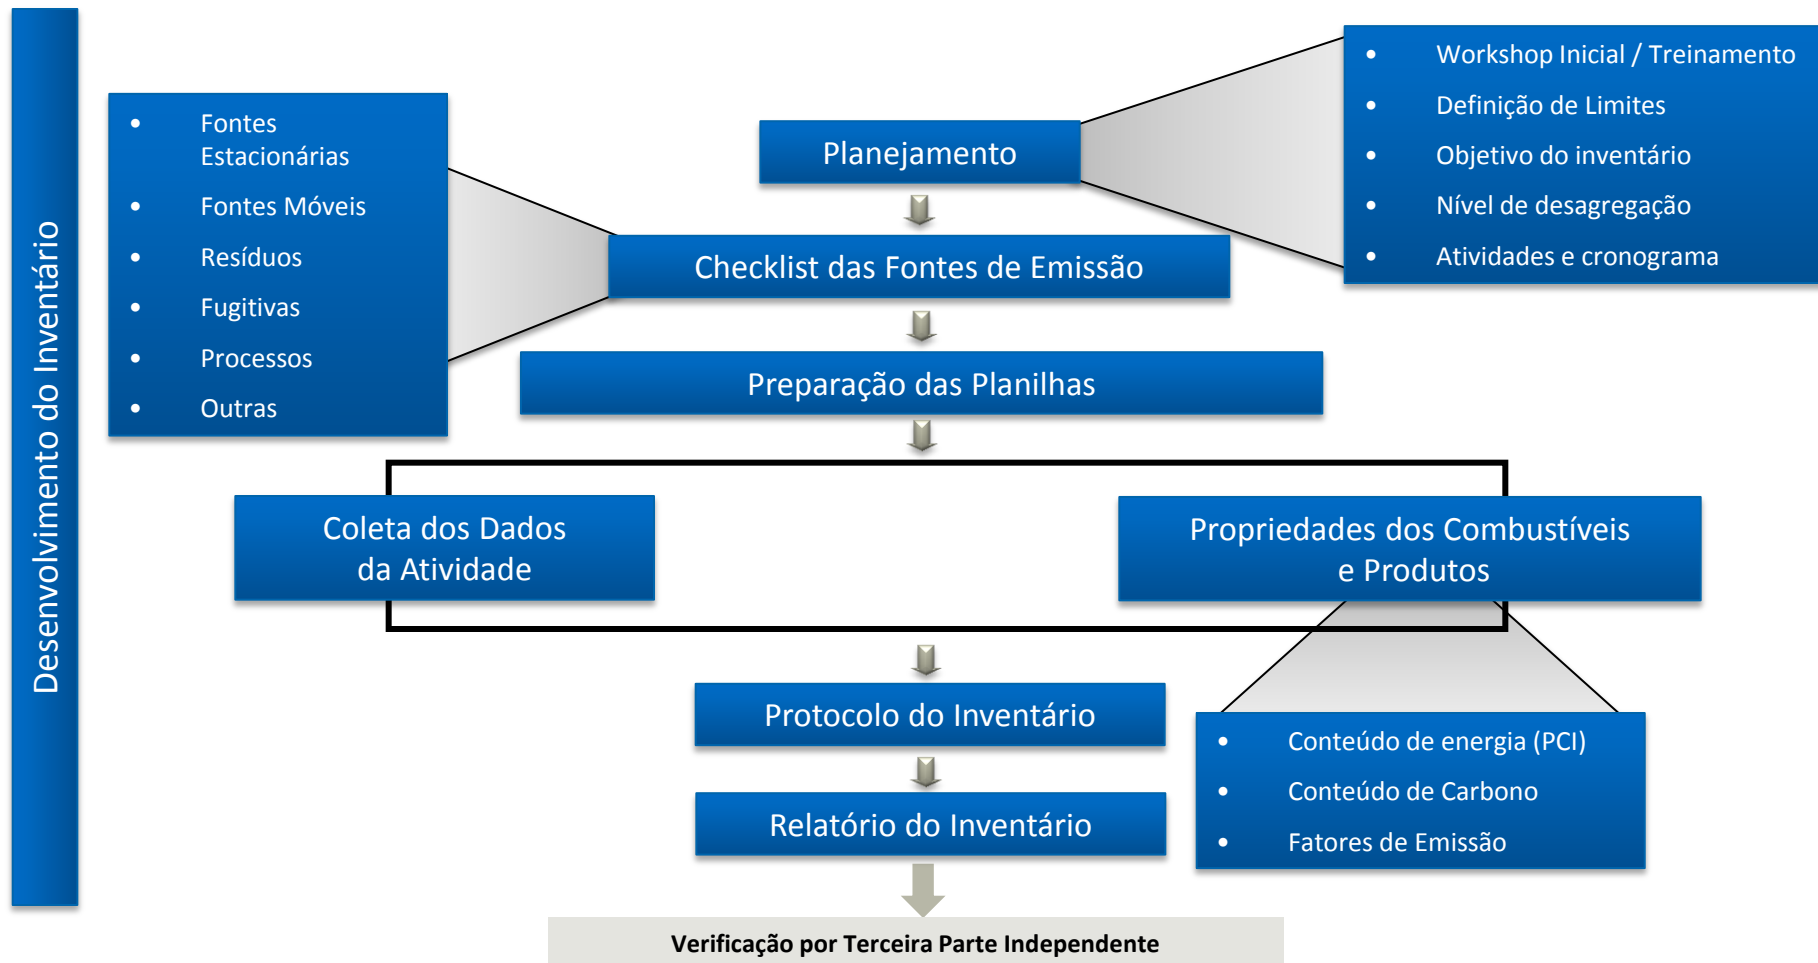 Desenvolvimento do Inventário
• Workshop Inicial / Treinamento
• Definição de Limites
• Objetivo do inventário
• Nível de desagregação
• Atividades e cronograma
Planejamento
• Fontes
Estacionárias
• Fontes Móveis
• Resíduos
• Fugitivas
• Processos
• Outras
Checklist das Fontes de Emissão
Preparação das Planilhas
Coleta dos Dados
da Atividade
Propriedades dos Combustíveis
e Produtos
Protocolo do Inventário
• Conteúdo de energia (PCI)
• Conteúdo de Carbono
• Fatores de Emissão
Relatório do Inventário
Verificação por Terceira Parte Independente